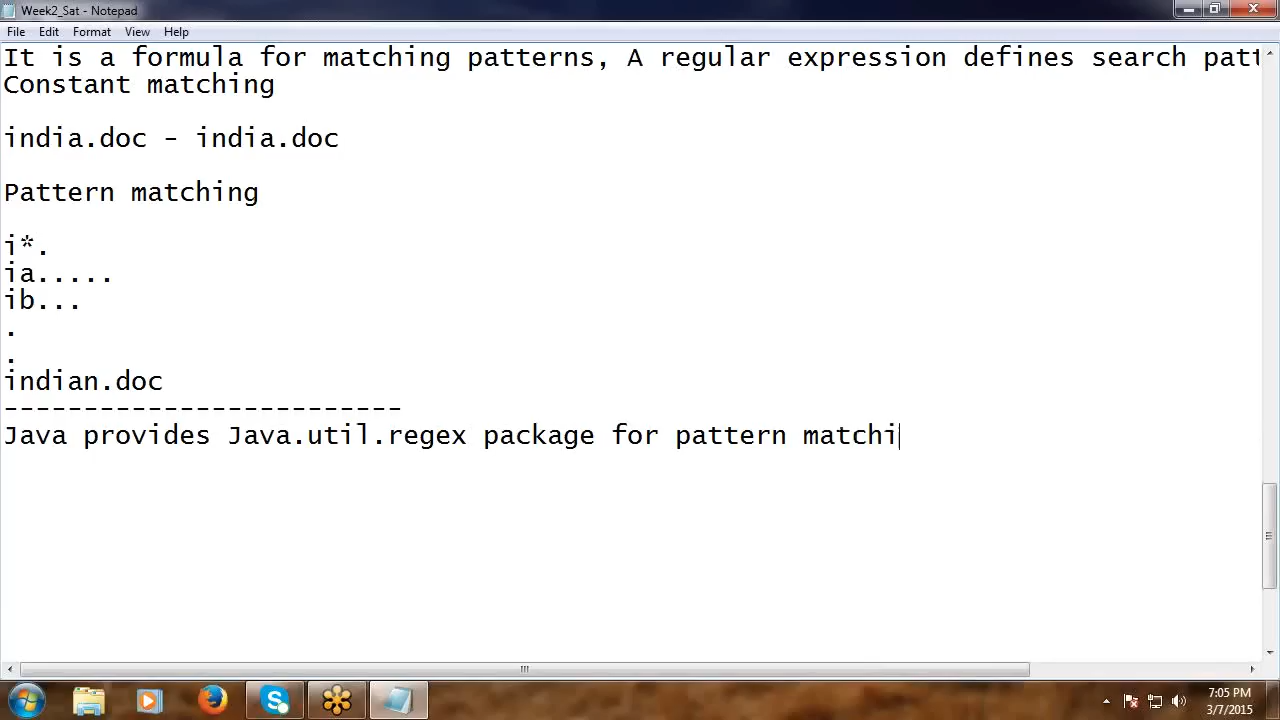 Week2_Sat - Notepad
File Edit Format View Help
It is a formula for matching patterns, A regular expression defines search patt
Constant matching
india.doc - india.doc
Pattern matching
i*.
ia.....
ib...
.
.
indian.doc
-------------------------
Java provides Java.util.regex package for pattern matchi
7:05 PM
3/7/2015